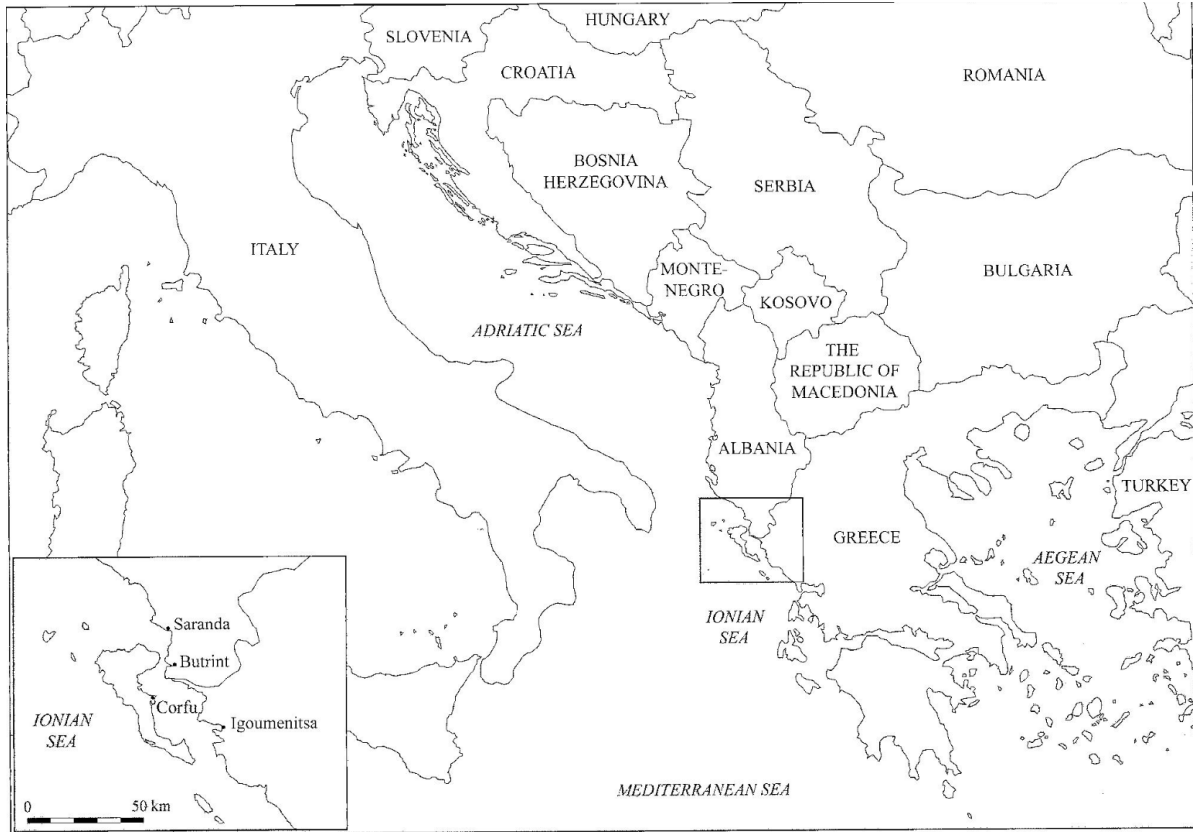 HUNGARY
SLOVENIA
CROATIA
ROMANIA
BOSNIA
HERZEGOVINA
SERBIA
ITALY
MONTE-
NEGRO
BULGARIA
KOSOVO
ADRIATIC SEA
THE
REPUBLIC OF
MACEDONIA
ALBANIA
TURKEY
GREECE
AEGEAN
SEA
IONIAN
SEA
MEDITERRANEAN SEA
Saranda
Butrint
Corfu
Igoumenitsa
IONIAN
SEA
0 50 km